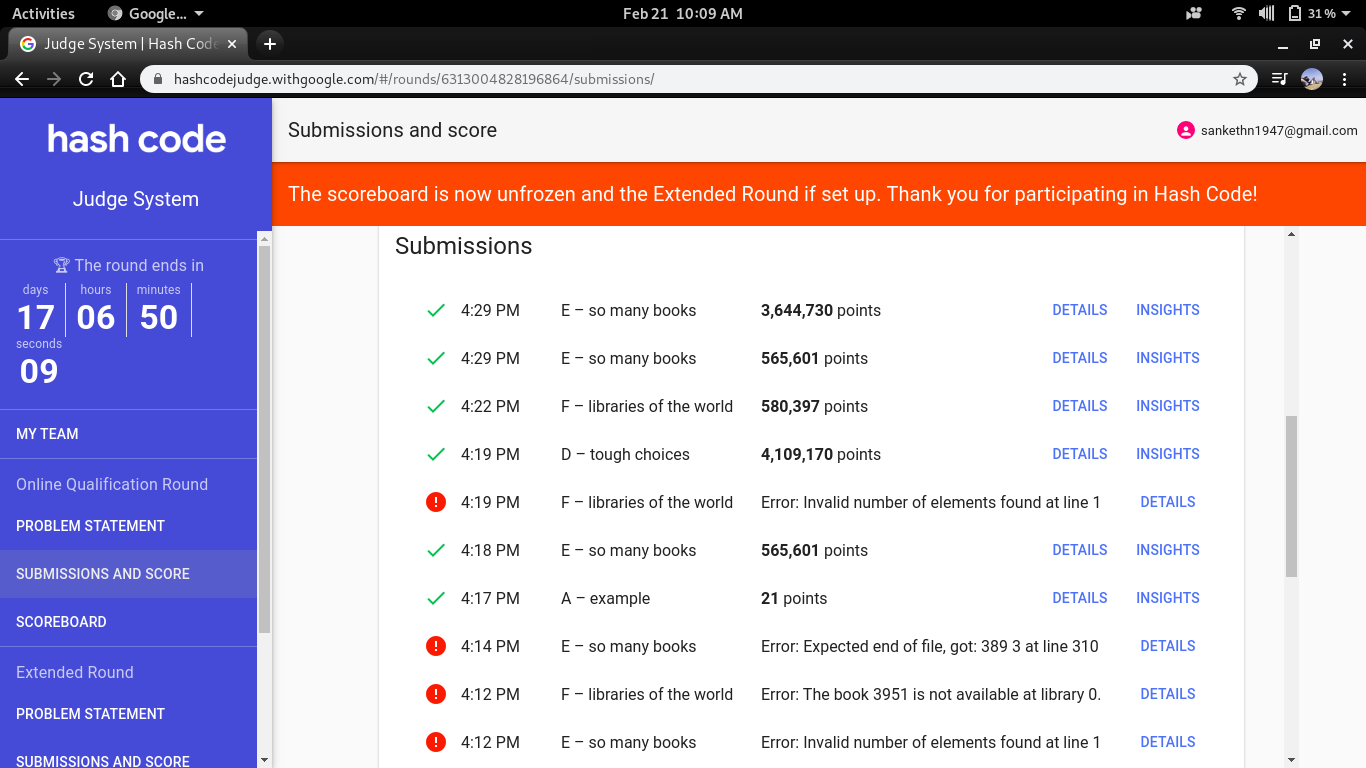 Activities Google... Feb 21 10:09 AM 31%
Judge System | Hash Code
hashcodejudge.withgoogle.com/#/rounds/6313004828196864/submissions/
hash code
Judge System
The round ends in
days hours minutes
17 06 50
seconds
09
MY TEAM
Online Qualification Round
PROBLEM STATEMENT
SUBMISSIONS AND SCORE
SCOREBOARD
Extended Round
PROBLEM STATEMENT
SUBMISSIONS AND SCORE
Submissions and score sankethn1947@gmail.com
The scoreboard is now unfrozen and the Extended Round if set up. Thank you for participating in Hash Code!
Submissions
4:29 PM E – so many books 3,644,730 points DETAILS INSIGHTS
4:29 PM E – so many books 565,601 points DETAILS INSIGHTS
4:22 PM F – libraries of the world 580,397 points DETAILS INSIGHTS
4:19 PM D – tough choices 4,109,170 points DETAILS INSIGHTS
4:19 PM F – libraries of the world Error: Invalid number of elements found at line 1 DETAILS
4:18 PM E – so many books 565,601 points DETAILS INSIGHTS
4:17 PM A – example 21 points DETAILS INSIGHTS
4:14 PM E – so many books Error: Expected end of file, got: 389 3 at line 310 DETAILS
4:12 PM F – libraries of the world Error: The book 3951 is not available at library 0. DETAILS
4:12 PM E – so many books Error: Invalid number of elements found at line 1 DETAILS